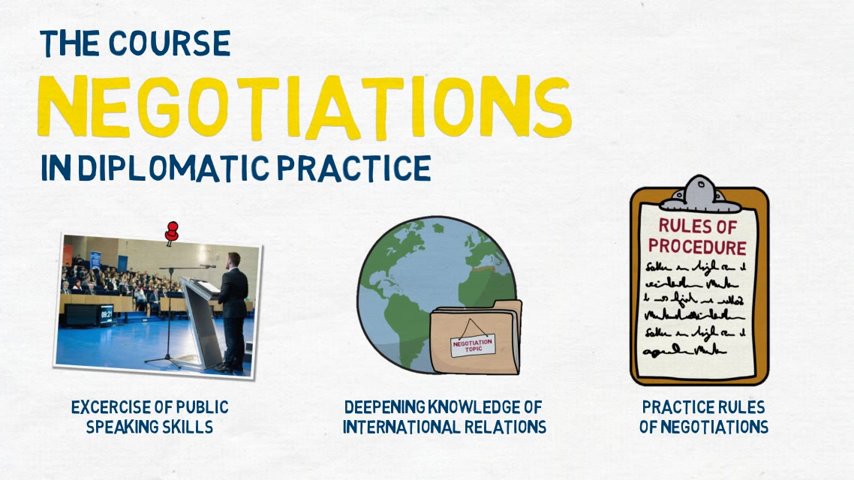 THE COURSE
NEGOTIATIONS
IN DIPLOMATIC PRACTICE
RULES OF
PROCEDURE
NEGOTIATION
TOPIC
EXCERCISE OF PUBLIC
SPEAKING SKILLS
DEEPENING KNOWLEDGE OF
INTERNATIONAL RELATIONS
PRACTICE RULES
OF NEGOTIATIONS